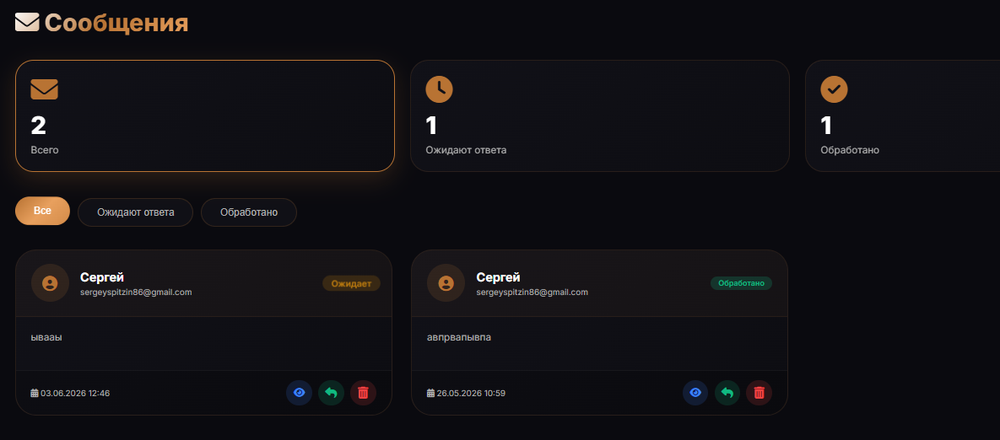 Сообщения
2
Всего
1
Ожидают ответа
1
Обработано
Все
Ожидают ответа
Обработано
Сергей
sergeyspitzin86@gmail.com
Ожидает
ывааы
03.06.2026 12:46
Сергей
sergeyspitzin86@gmail.com
Обработано
авпрвапывпа
26.05.2026 10:59